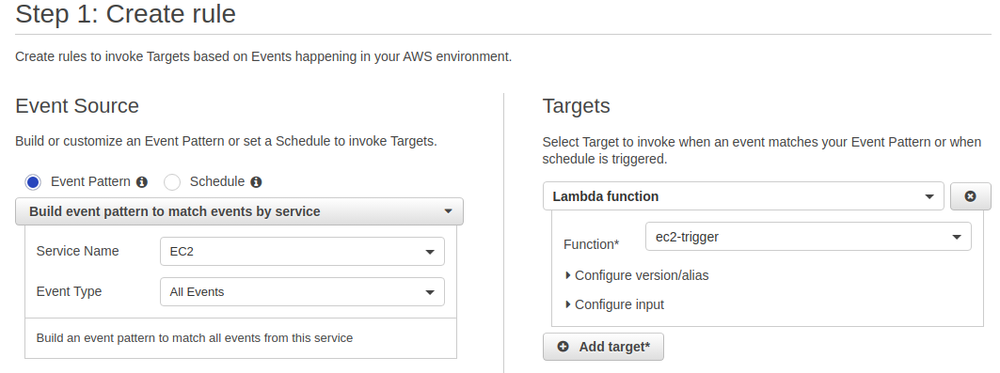 Step 1: Create rule
Create rules to invoke Targets based on Events happening in your AWS environment.
Event Source
Build or customize an Event Pattern or set a Schedule to invoke Targets.
Event Pattern
Schedule
Build event pattern to match events by service
Service Name
EC2
Event Type
All Events
Build an event pattern to match all events from this service
Targets
Select Target to invoke when an event matches your Event Pattern or when
schedule is triggered.
Lambda function
Function*
ec2-trigger
Configure version/alias
Configure input
Add target*